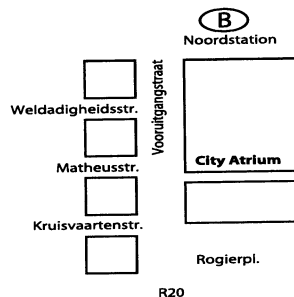 B
Noordstation
Vooruitgangstraat
Weldadigheidsstr.
City Atrium
Matheusstr.
Kruisvaartenstr.
Rogierpl.
R20